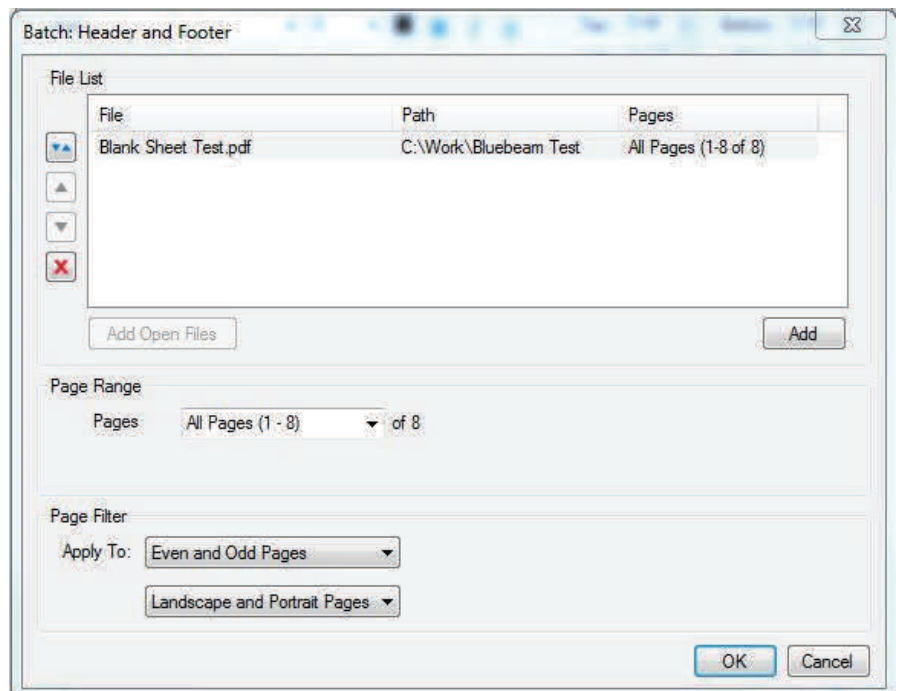 Batch: Header and Footer
File List
File Path Pages
Blank Sheet Test.pdf C:\Work\Bluebeam Test All Pages (1-8 of 8)
Add Open Files Add
Page Range
Pages All Pages (1 - 8) of 8
Page Filter
Apply To: Even and Odd Pages
Landscape and Portrait Pages
OK Cancel